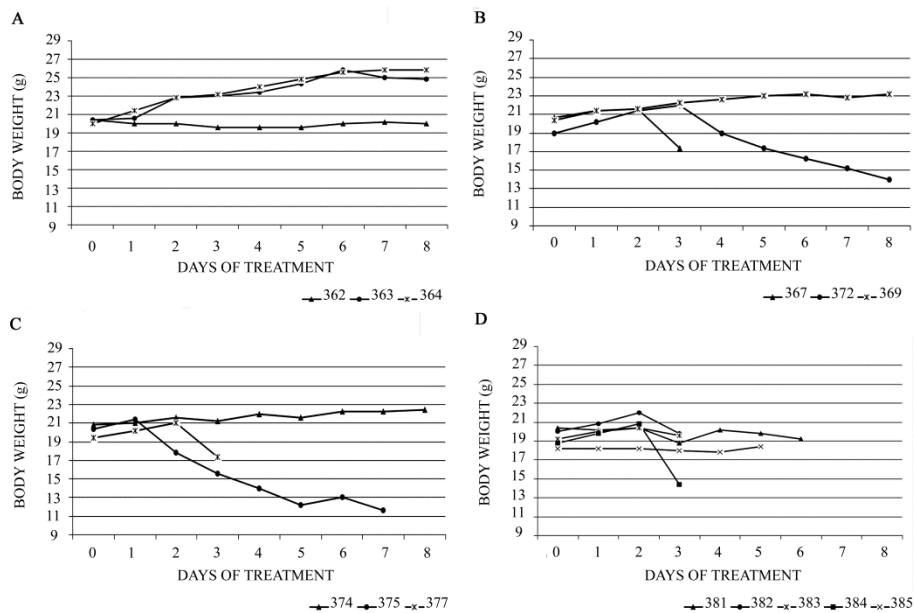 A
BODY WEIGHT (g)
29
27
25
23
21
19
17
15
13
11
9
0 1 2 3 4 5 6 7 8
DAYS OF TREATMENT
362 363 364
B
BODY WEIGHT (g)
29
27
25
23
21
19
17
15
13
11
9
0 1 2 3 4 5 6 7 8
DAYS OF TREATMENT
367 372 369
C
BODY WEIGHT (g)
29
27
25
23
21
19
17
15
13
11
9
0 1 2 3 4 5 6 7 8
DAYS OF TREATMENT
374 375 377
D
BODY WEIGHT (g)
29
27
25
23
21
19
17
15
13
11
9
0 1 2 3 4 5 6 7 8
DAYS OF TREATMENT
381 382 383 384 385